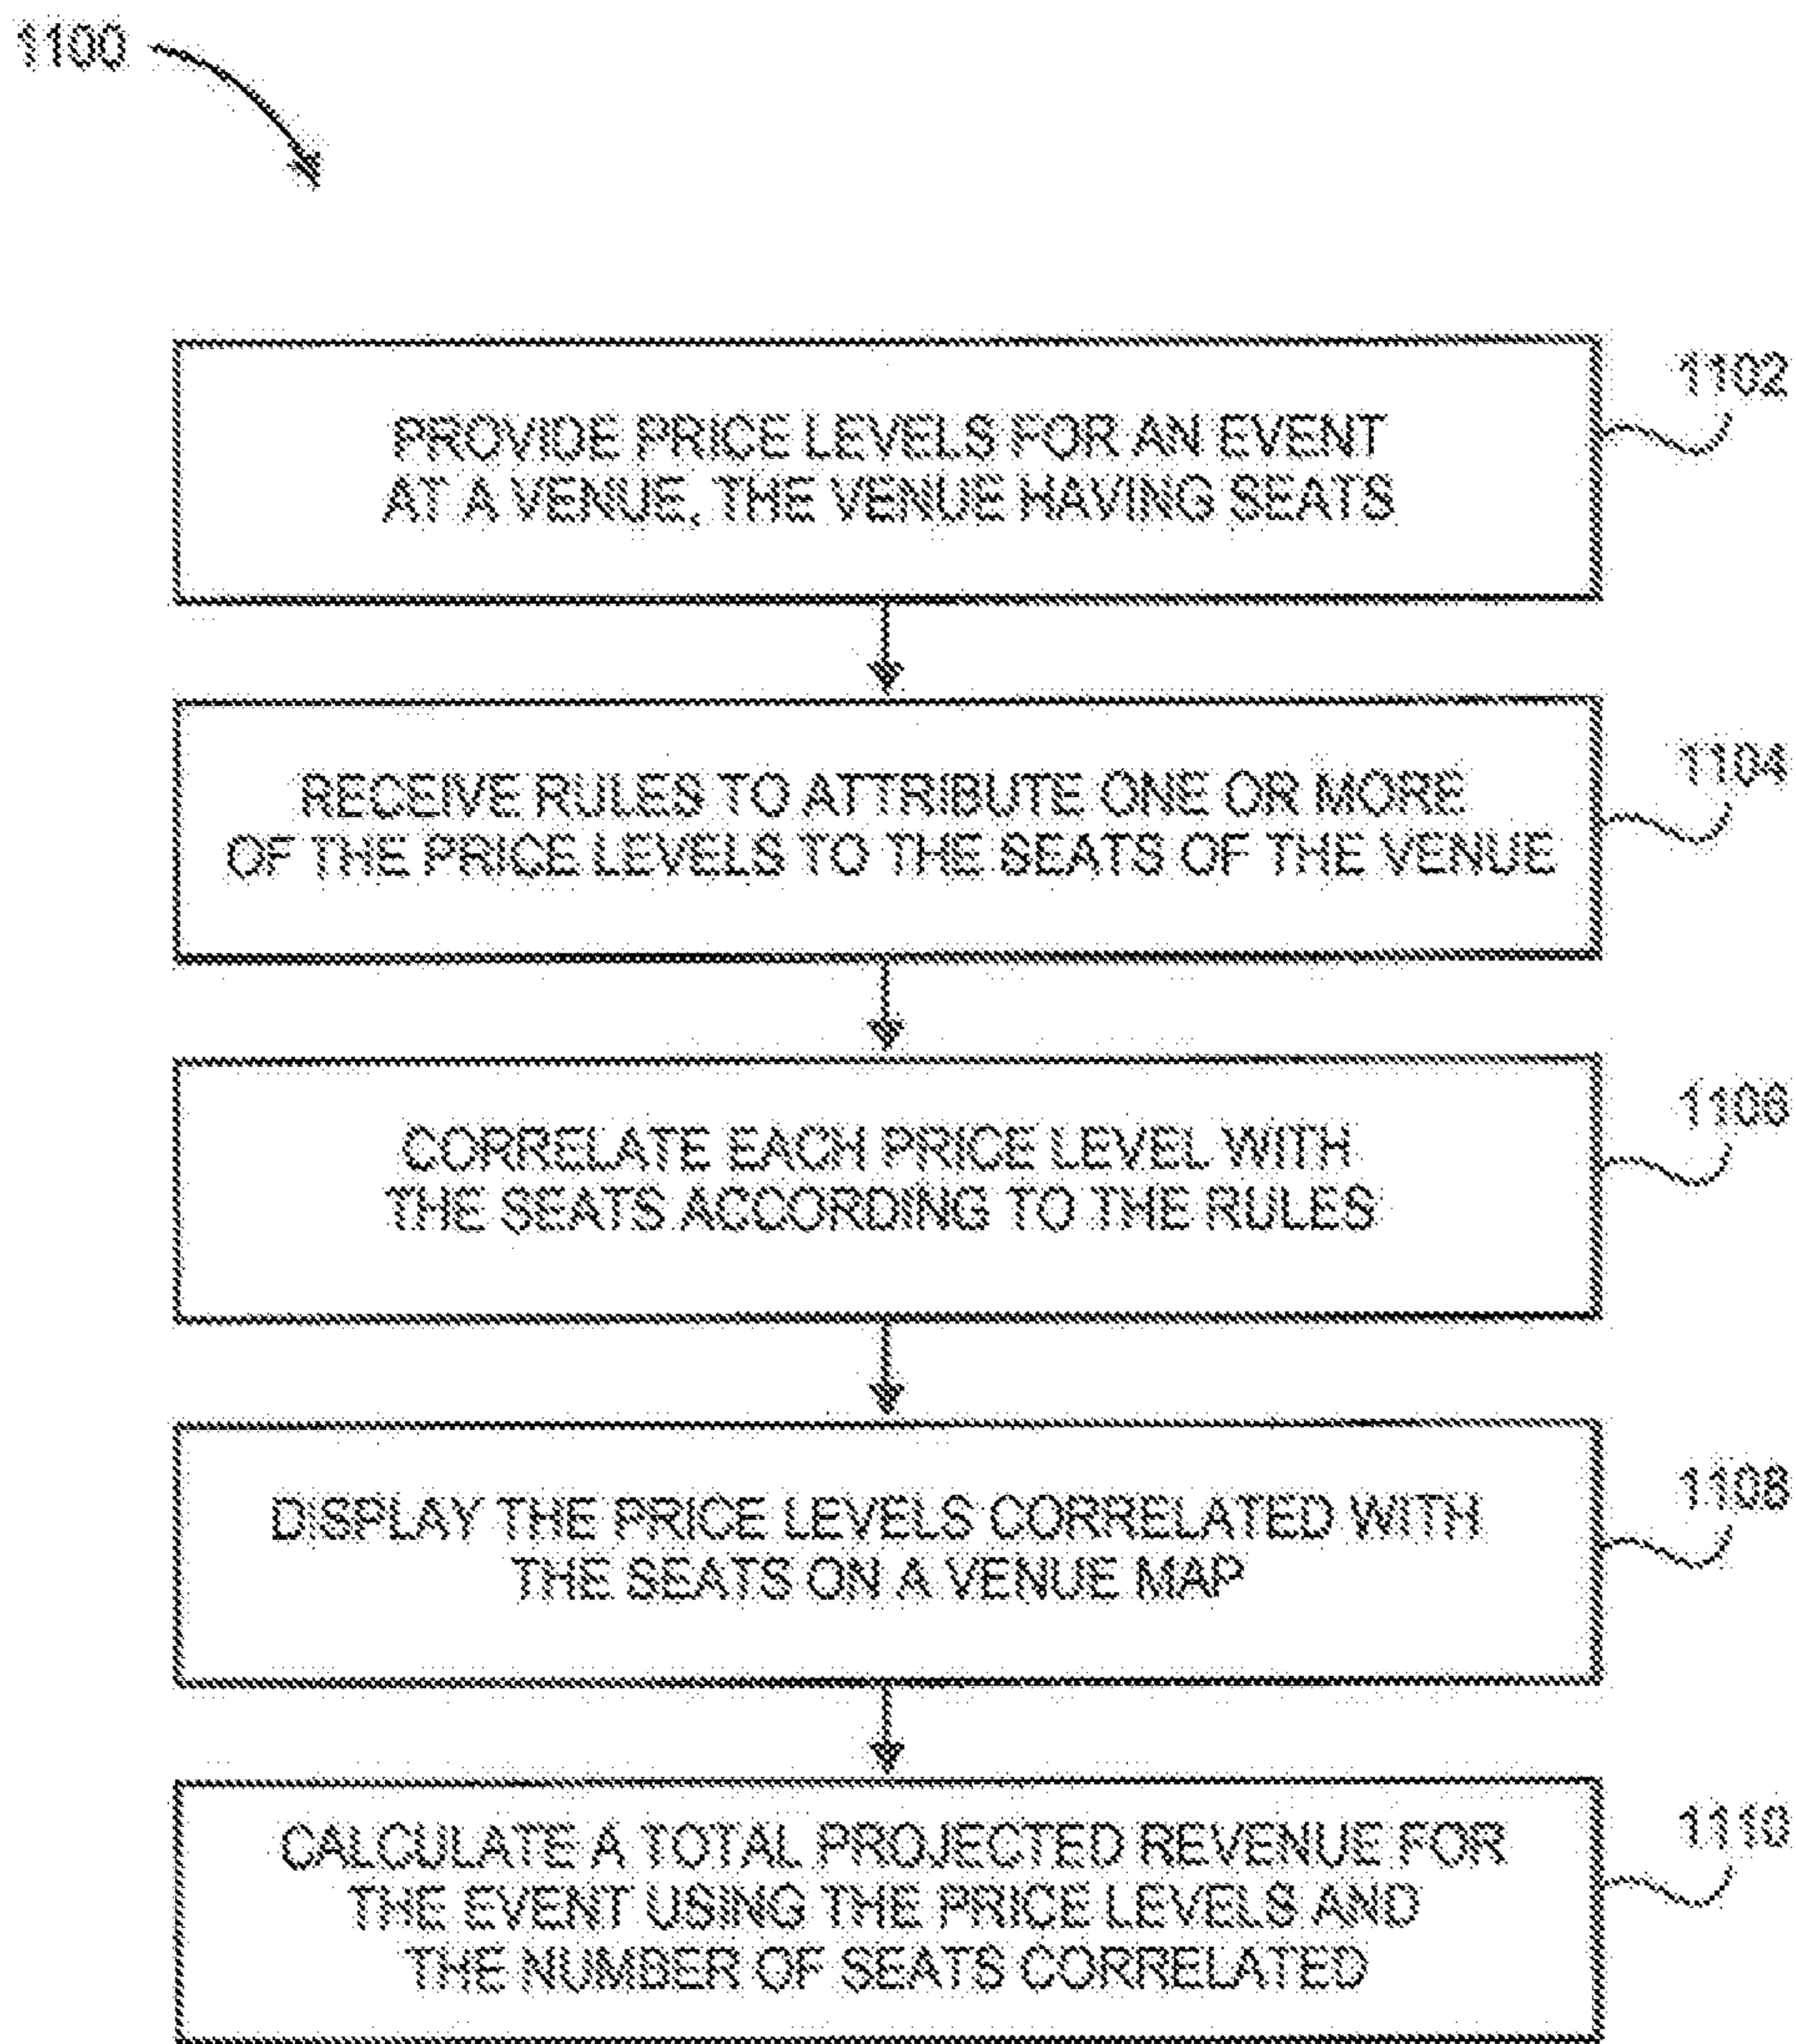 1100
1102
PROVIDE PRICE LEVELS FOR AN EVENT
AT A VENUE, THE VENUE HAVING SEATS
1104
RECEIVE RULES TO ATTRIBUTE ONE OR MORE
OF THE PRICE LEVELS TO THE SEATS OF THE VENUE
1106
CORRELATE EACH PRICE LEVEL WITH
THE SEATS ACCORDING TO THE RULES
1108
DISPLAY THE PRICE LEVELS CORRELATED WITH
THE SEATS ON A VENUE MAP
1110
CALCULATE A TOTAL PROJECTED REVENUE FOR
THE EVENT USING THE PRICE LEVELS AND
THE NUMBER OF SEATS CORRELATED